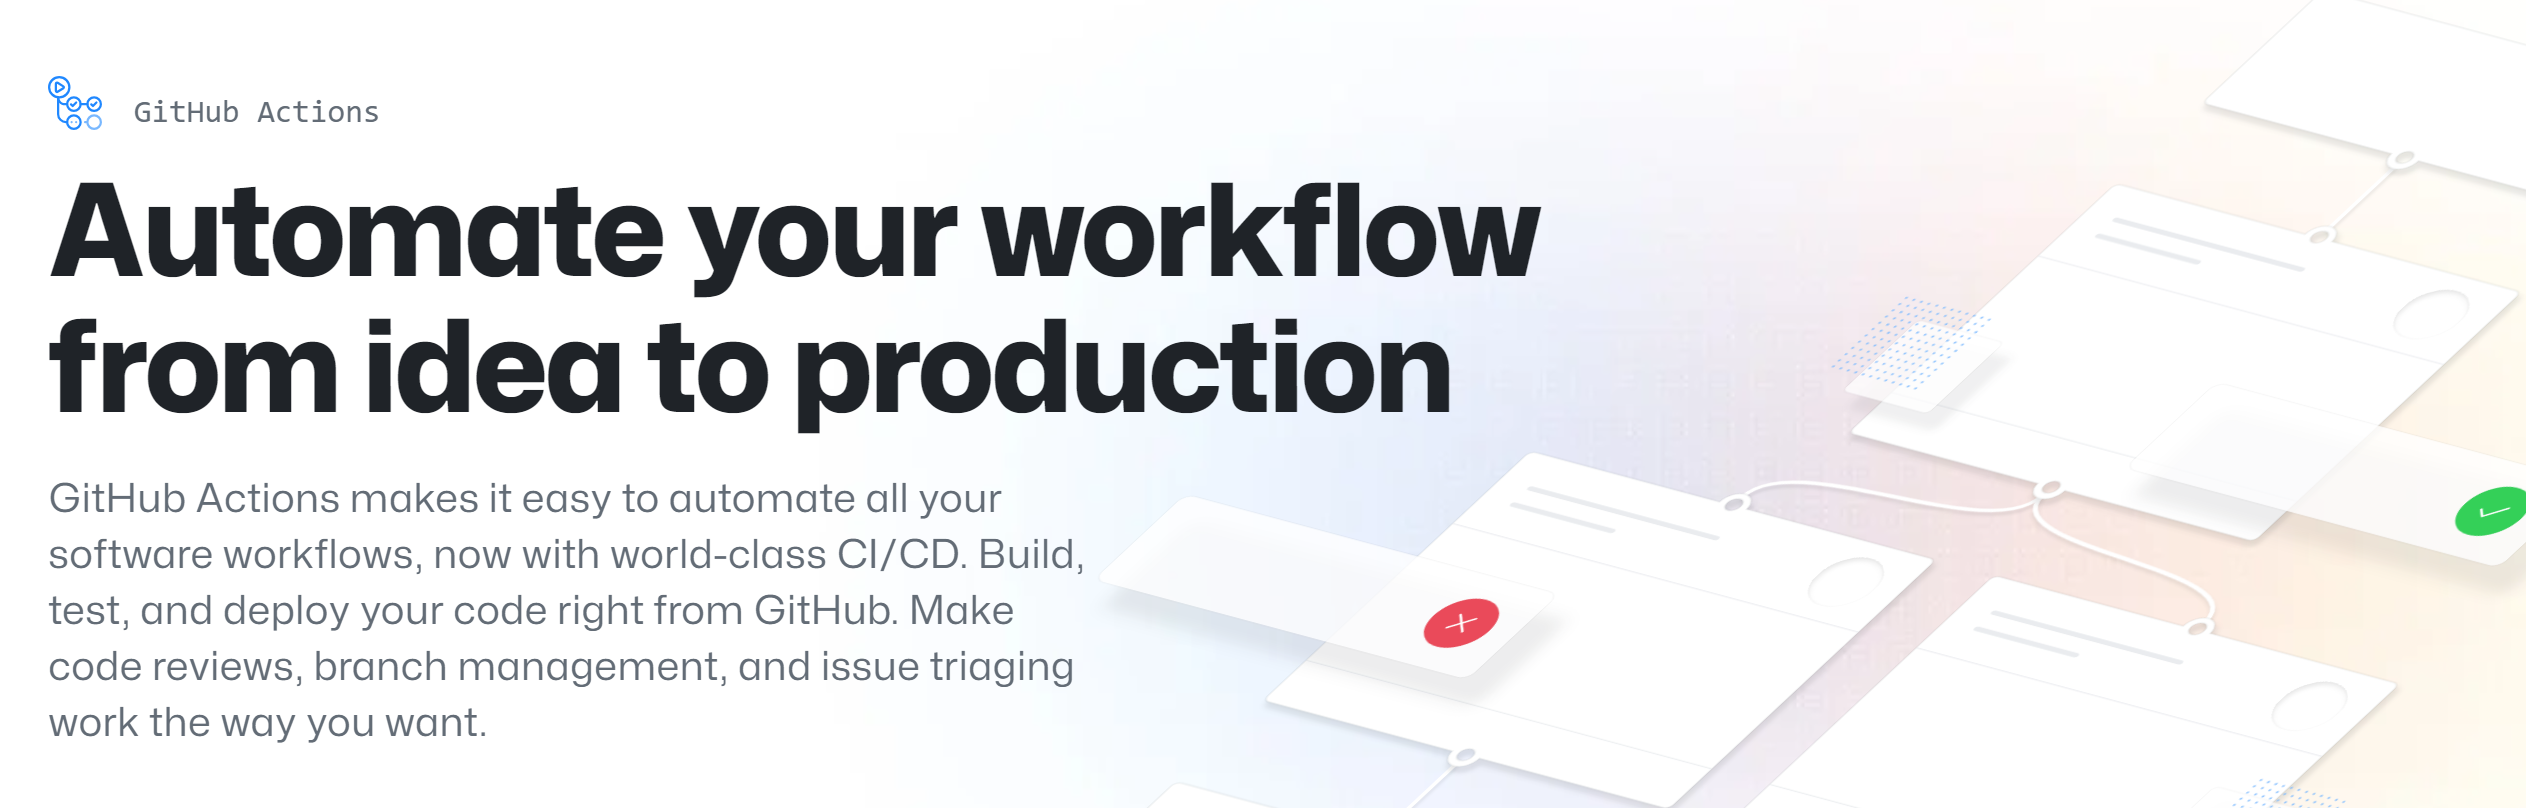 GitHub Actions
Automate your workflow
from idea to production
GitHub Actions makes it easy to automate all your
software workflows, now with world-class CI/CD. Build,
test, and deploy your code right from GitHub. Make
code reviews, branch management, and issue triaging
work the way you want.